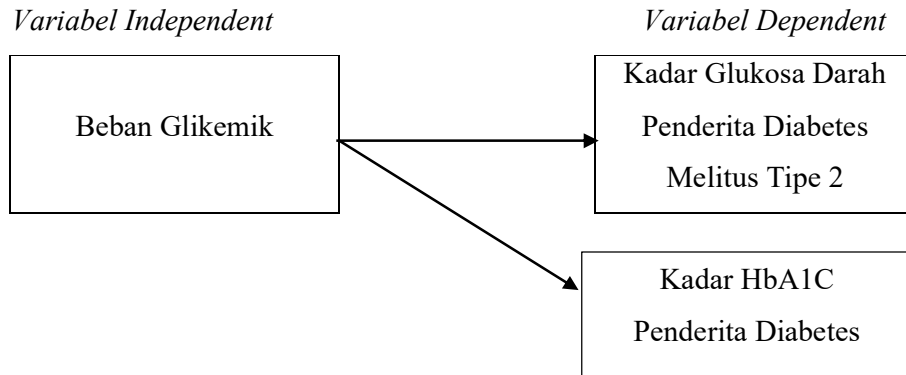 Variabel Independent
Variabel Dependent
Beban Glikemik
Kadar Glukosa Darah
Penderita Diabetes
Melitus Tipe 2
Kadar HbA1C
Penderita Diabetes